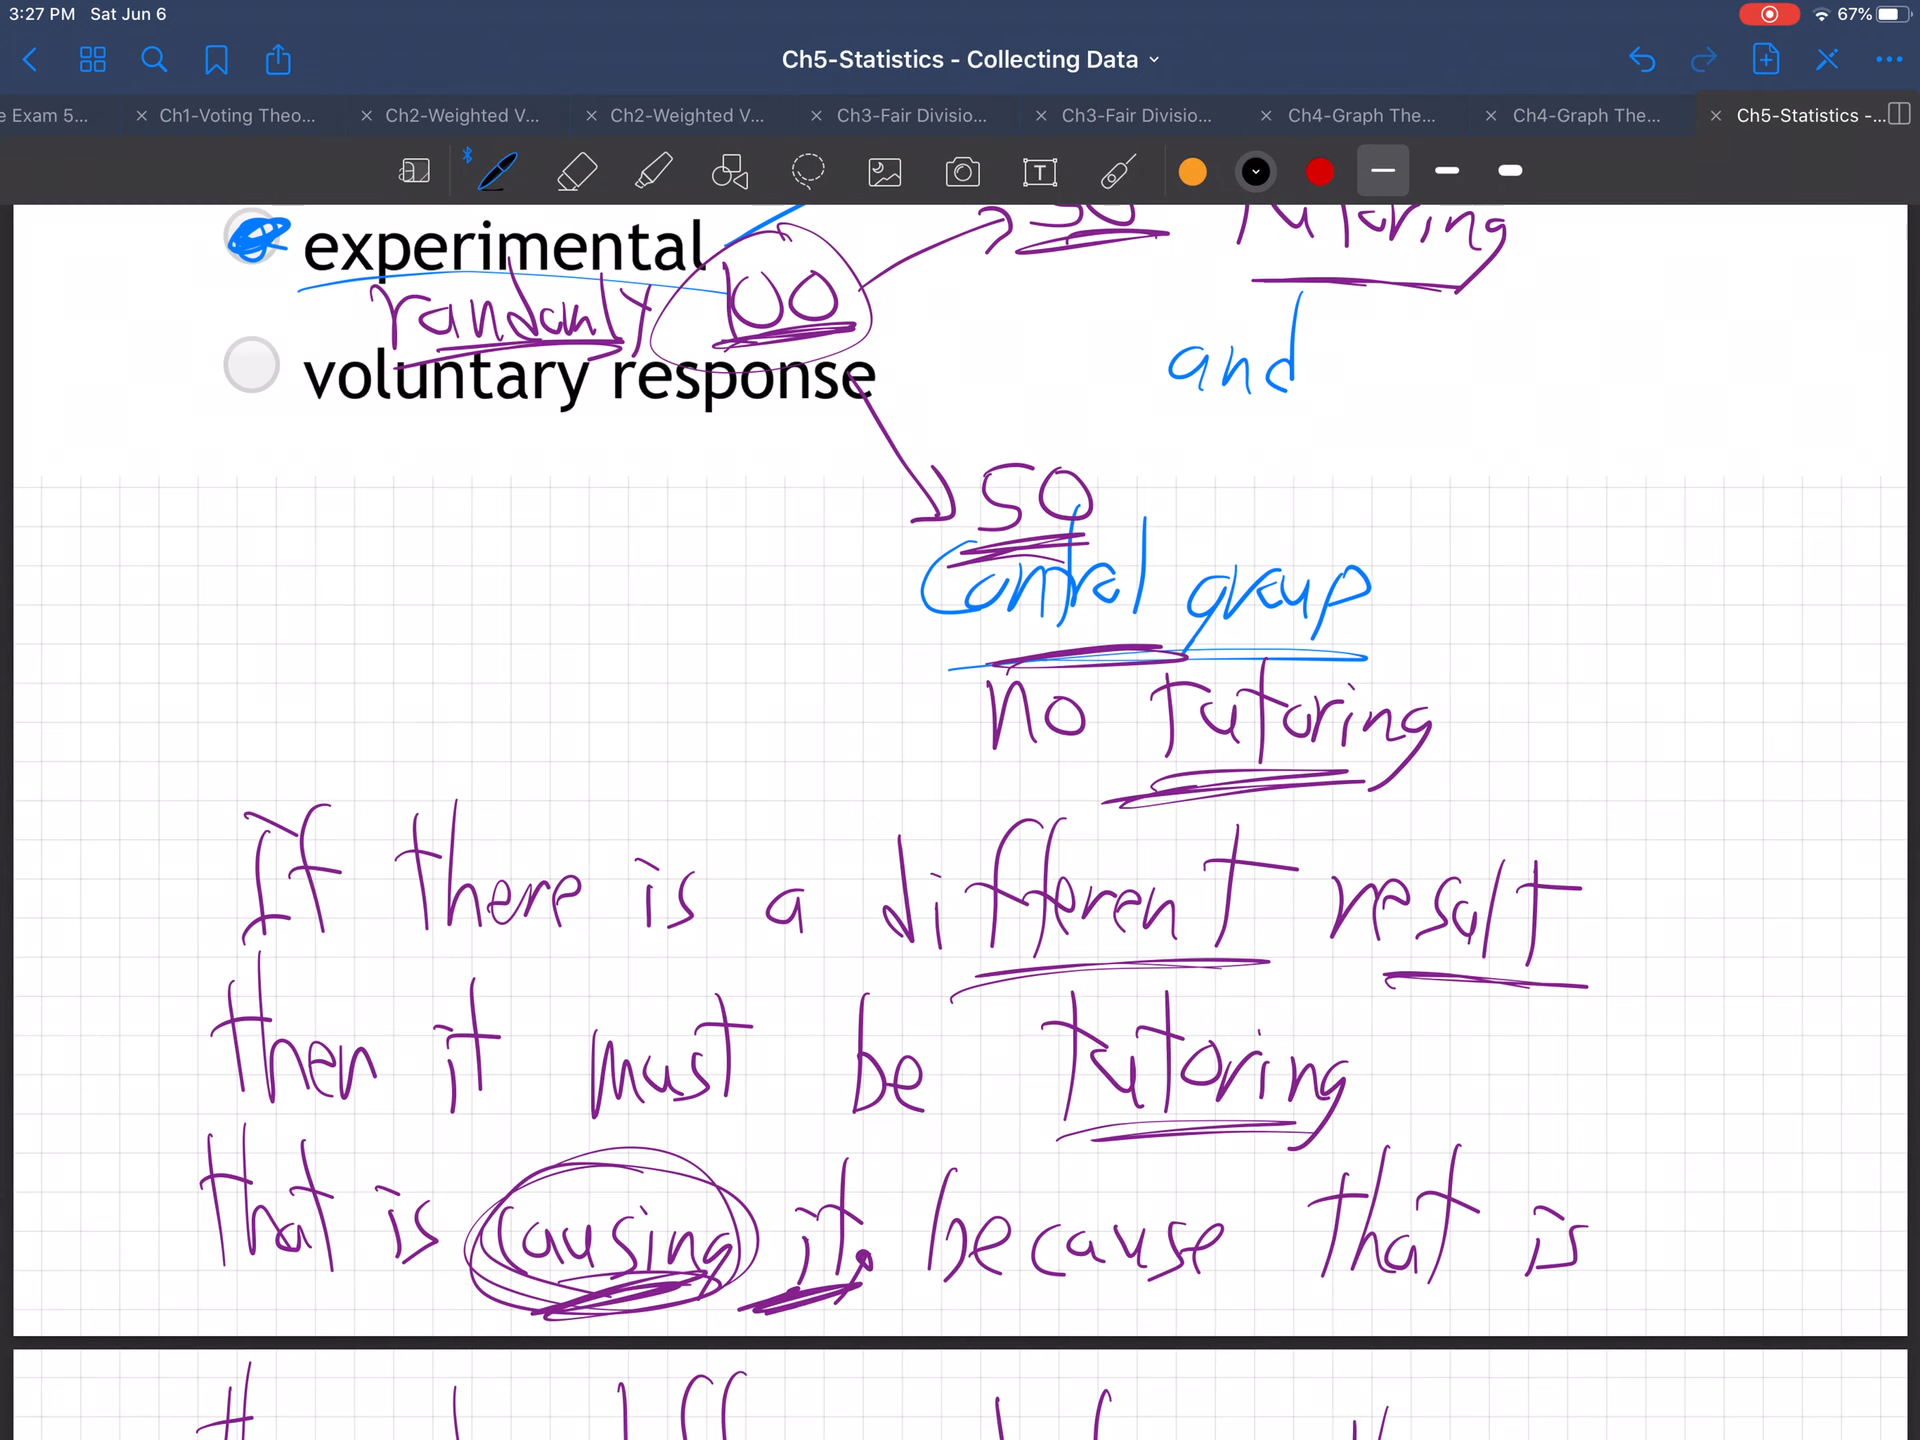 3:27 PM Sat Jun 6
67%
Ch5-Statistics - Collecting Data
e Exam 5...
Ch1-Voting Theo...
Ch2-Weighted V...
Ch2-Weighted V...
Ch3-Fair Divisio...
Ch3-Fair Divisio...
Ch4-Graph The...
Ch4-Graph The...
Ch5-Statistics -...
T
50 Tutoring
experimental
randomly 100
and
voluntary response
50
Control group
no Tutoring
If there is a different result
then it must be Tutoring
that is causing it. because that is